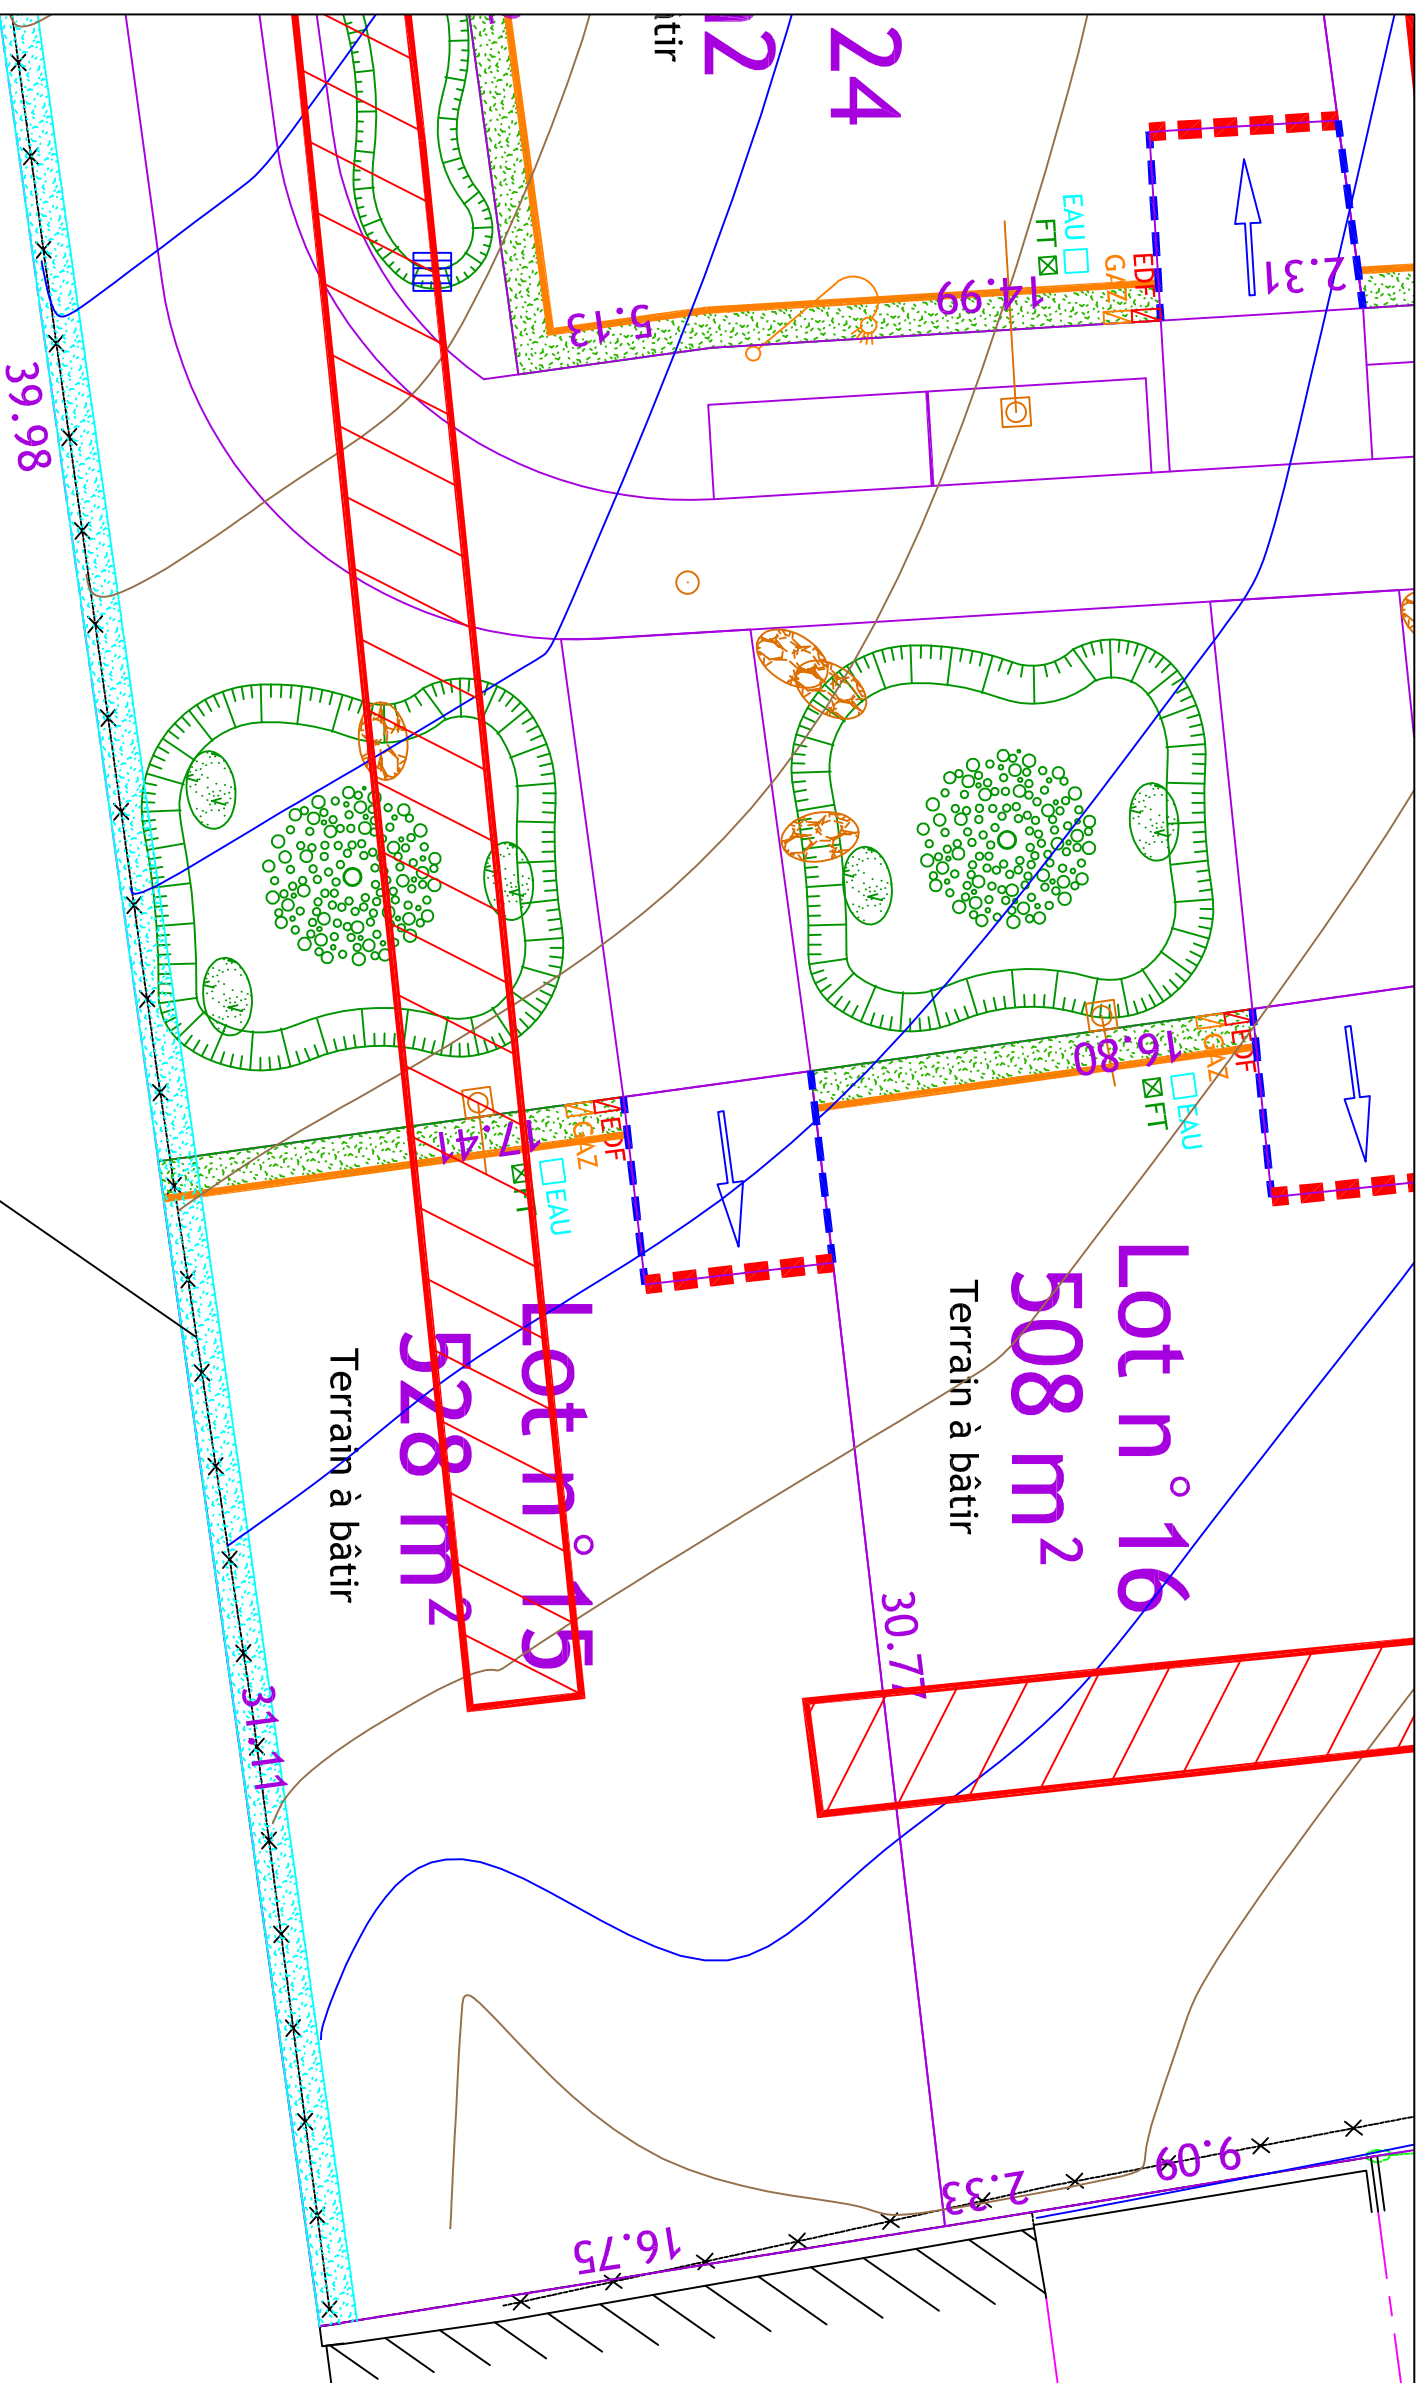 24
2
tir
EAU
FT
GAZ
EDF
2.31
14.99
5.13
39.98
16.80
EDF
GAZ
EAU
FT
17.41
EDF
GAZ
EAU
FT
Lot n°16
508 m²
Terrain à bâtir
Lot n°15
528 m²
Terrain à bâtir
30.77
31.11
9.09
2.33
16.75